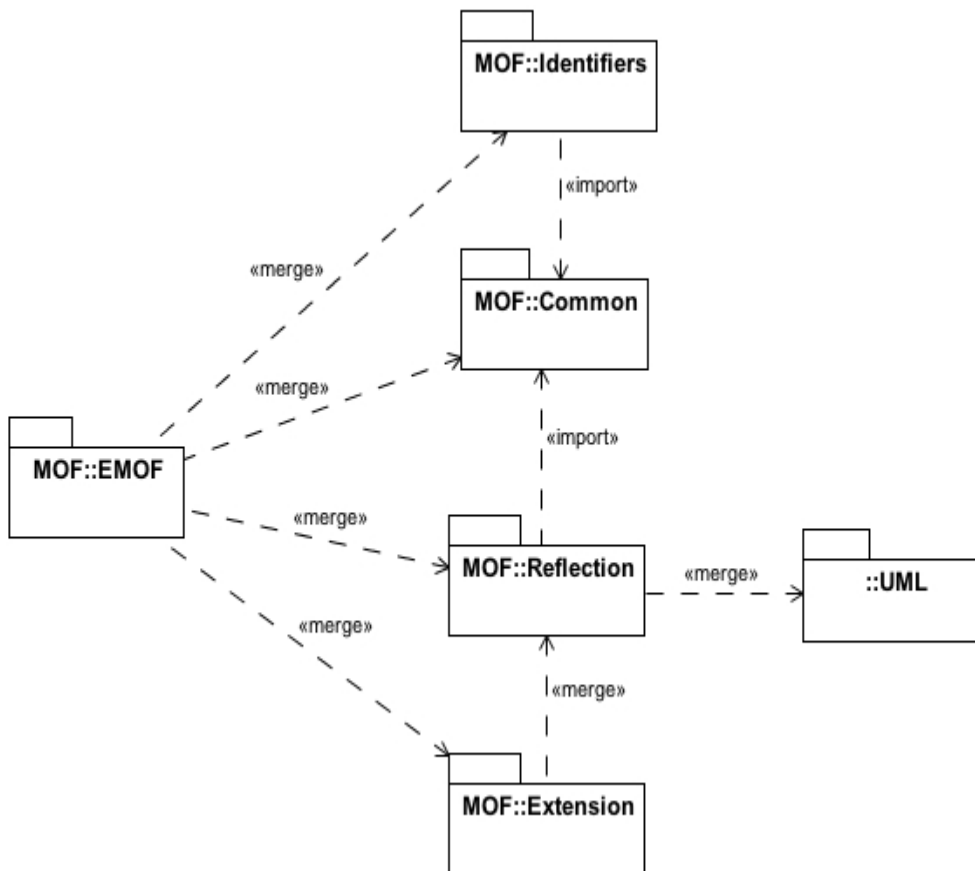 MOF::Identifiers
«import»
«merge»
MOF::Common
«merge»
«import»
MOF::EMOF
«merge»
MOF::Reflection
«merge»
::UML
«merge»
«merge»
MOF::Extension